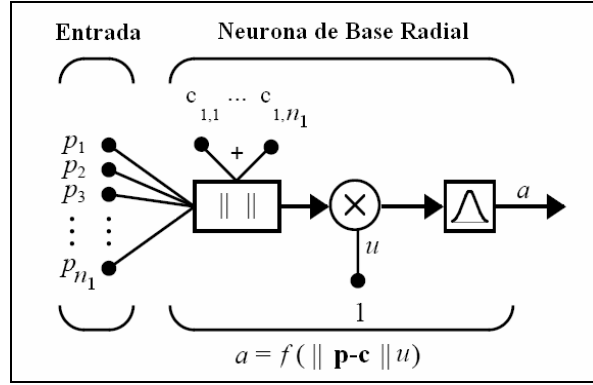 Entrada
Neurona de Base Radial
c1,1 ... c1,n1
+
p1
p2
p3
|| ||
×
a
u
pn1
1
a = f ( || p-c || u )